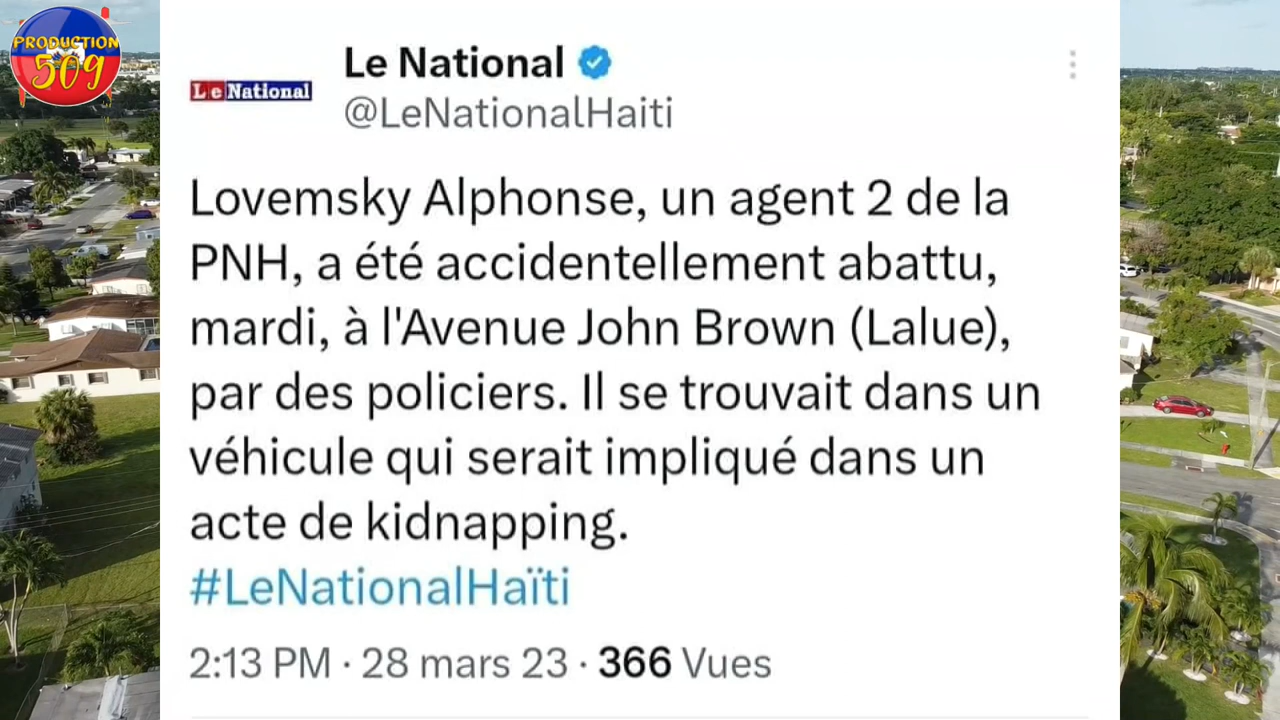 PRODUCTION
509
Le National
Le National
@LeNationalHaiti
Lovemsky Alphonse, un agent 2 de la
PNH, a été accidentellement abattu,
mardi, à l'Avenue John Brown (Lalue),
par des policiers. Il se trouvait dans un
véhicule qui serait impliqué dans un
acte de kidnapping.
#LeNationalHaïti
2:13 PM · 28 mars 23 · 366 Vues